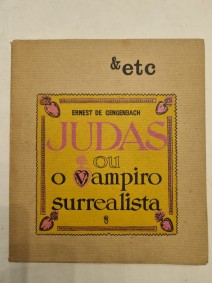 & etc
ERNEST DE GENGENBACH
JUDAS
ou
o vampiro
surrealista